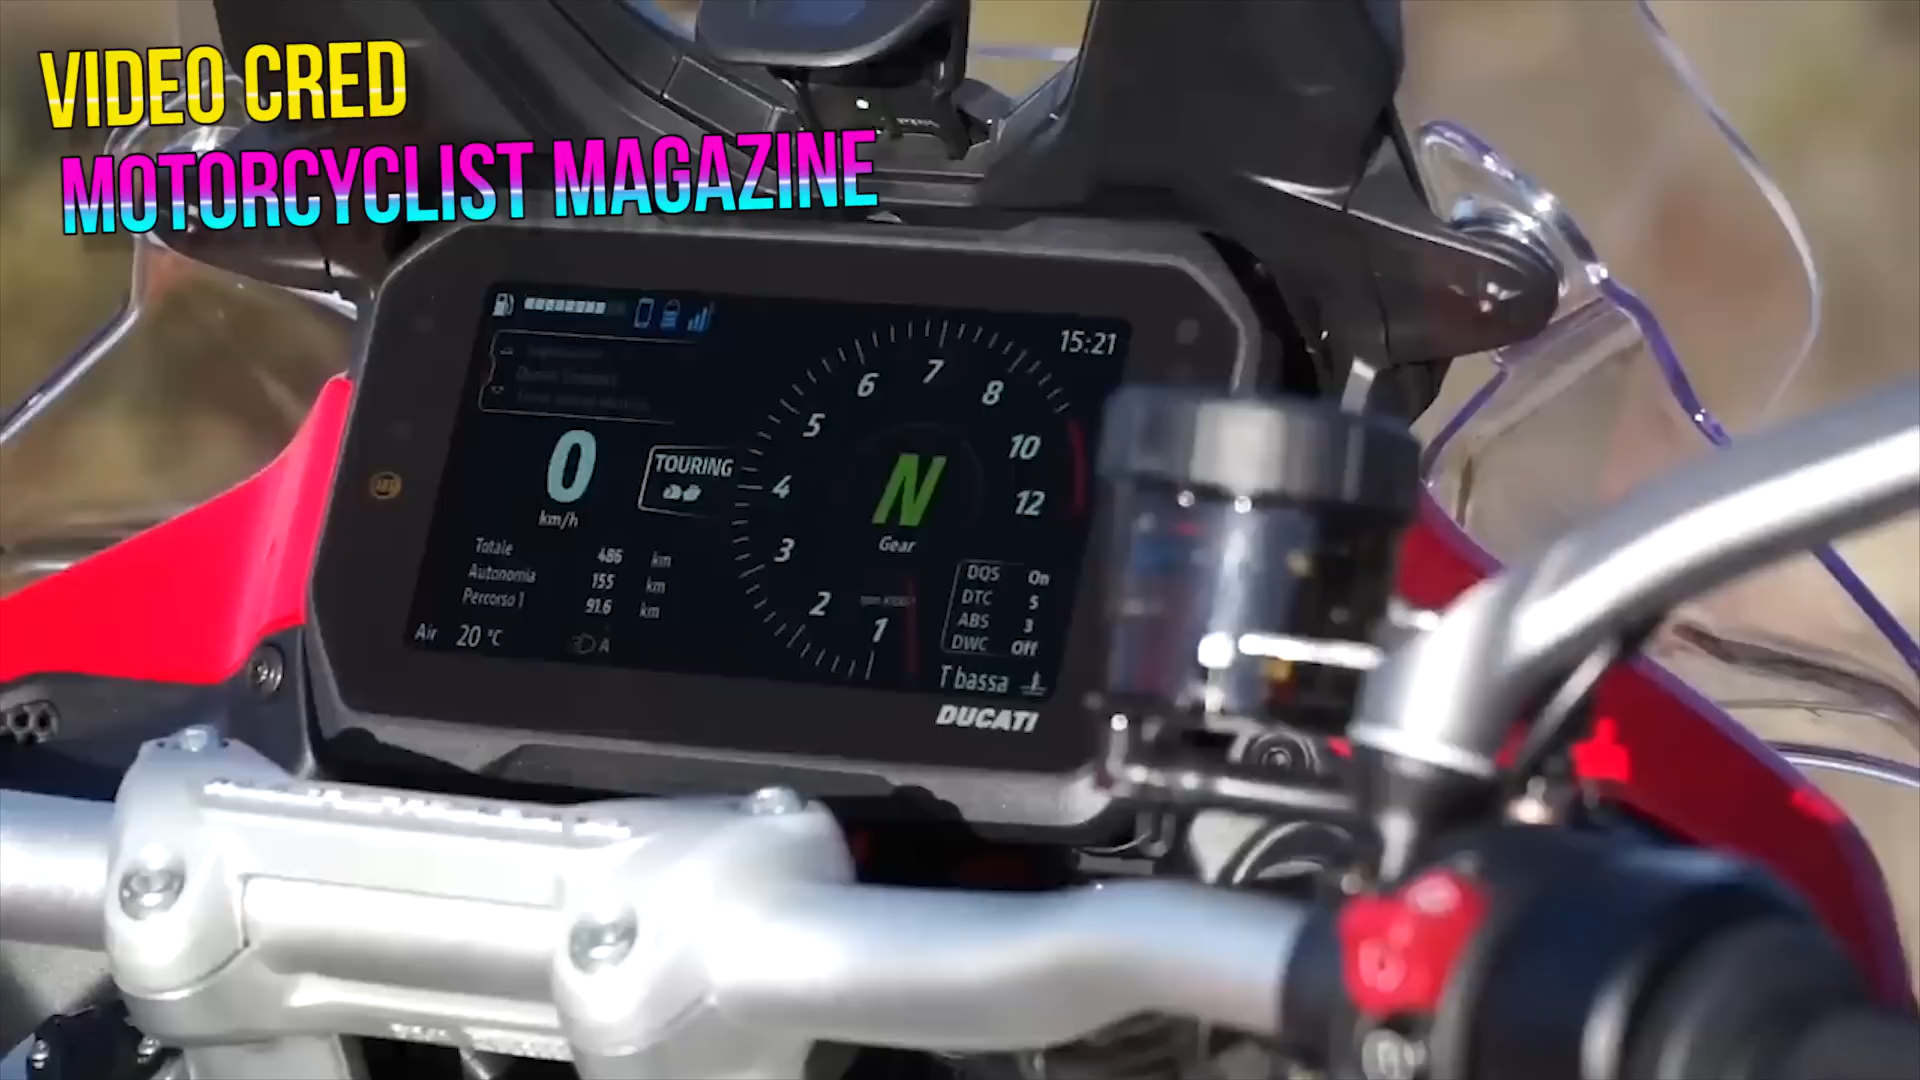 VIDEO CRED
MOTORCYCLIST MAGAZINE
15:21
0
km/h
TOURING
Totale 486 km
Autonomia 155 km
Percorso 1 91.6 km
Air 20 °C
A
1
2
3
4
5
6
7
8
10
12
N
Gear
DQS On
DTC 5
ABS 3
DWC Off
T bassa
DUCATI